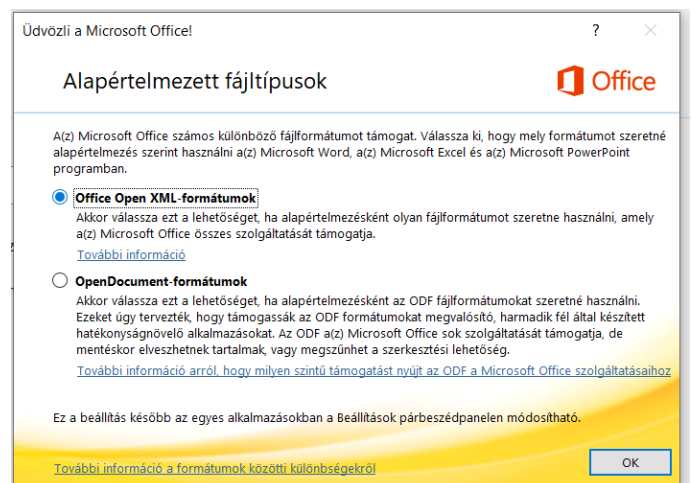 Üdvözli a Microsoft Office!
?
Alapértelmezett fájltípusok
Office
A(z) Microsoft Office számos különböző fájlformátumot támogat. Válassza ki, hogy mely formátumot szeretné
alapértelmezés szerint használni a(z) Microsoft Word, a(z) Microsoft Excel és a(z) Microsoft PowerPoint
programban.
Office Open XML-formátumok
Akkor válassza ezt a lehetőséget, ha alapértelmezésként olyan fájlformátumot szeretne használni, amely
a(z) Microsoft Office összes szolgáltatását támogatja.
További információ
OpenDocument-formátumok
Akkor válassza ezt a lehetőséget, ha alapértelmezésként az ODF fájlformátumokat szeretné használni.
Ezeket úgy tervezték, hogy támogassák az ODF formátumokat megvalósító, harmadik fél által készített
hatékonyságnövelő alkalmazásokat. Az ODF a(z) Microsoft Office sok szolgáltatását támogatja, de
mentéskor elveszhetnek tartalmak, vagy megszűnhet a szerkesztési lehetőség.
További információ arról, hogy milyen szintű támogatást nyújt az ODF a Microsoft Office szolgáltatásaihoz
Ez a beállítás később az egyes alkalmazásokban a Beállítások párbeszédpanelen módosítható.
További információ a formátumok közötti különbségekről
OK